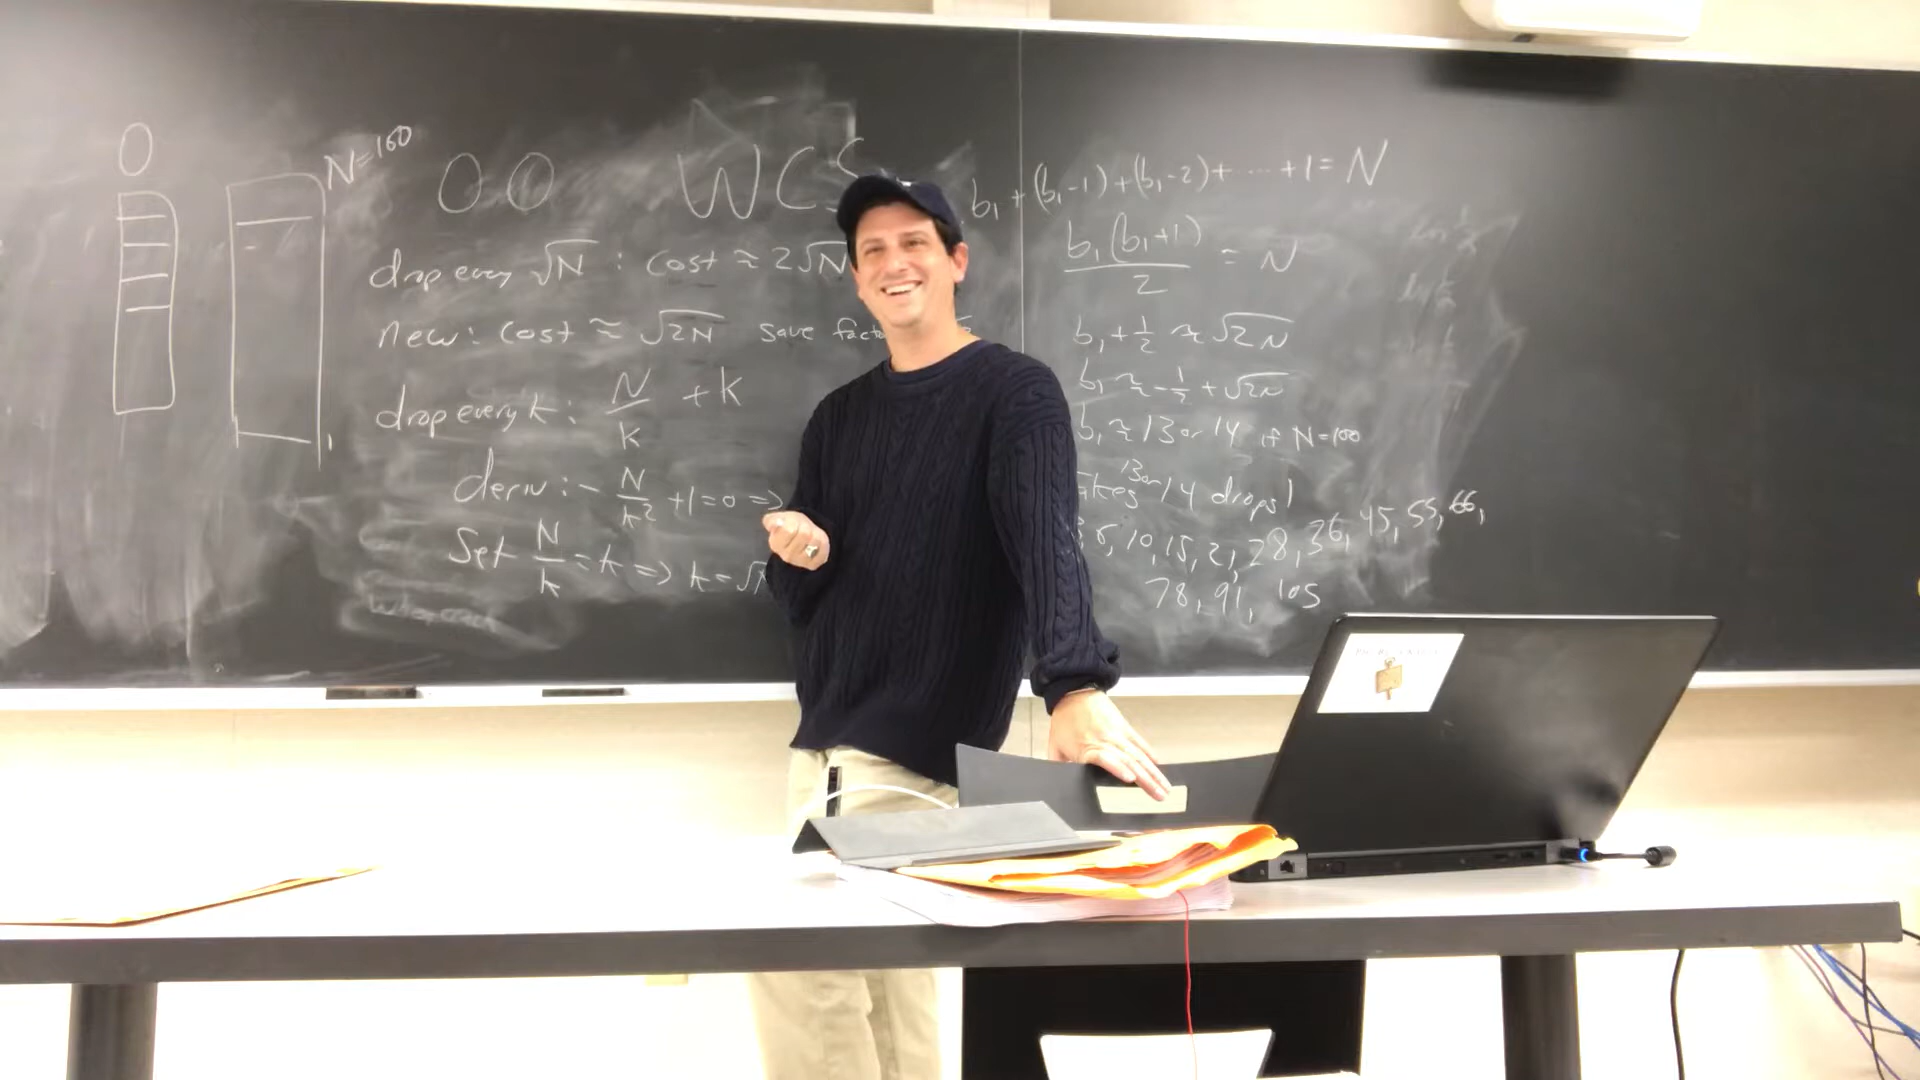 N=100
WCS
drop every √N : cost ≈ 2√N
new: cost ≈ √2N save
drop every k: N/k + k
deriv: - N/k² + 1 = 0 =>
Set N/k = k => k = √
b₁ + (b₁-1) + (b₁-2) + ... + 1 = N
b₁(b₁+1)/2 = N
b₁ + 1/2 ≈ √2N
b₁ ≈ -1/2 + √2N
b₁ ≈ 13 or 14 if N=100
13 or 14 drops!
6, 10, 15, 21, 28, 36, 45, 55, 66,
78, 91, 105